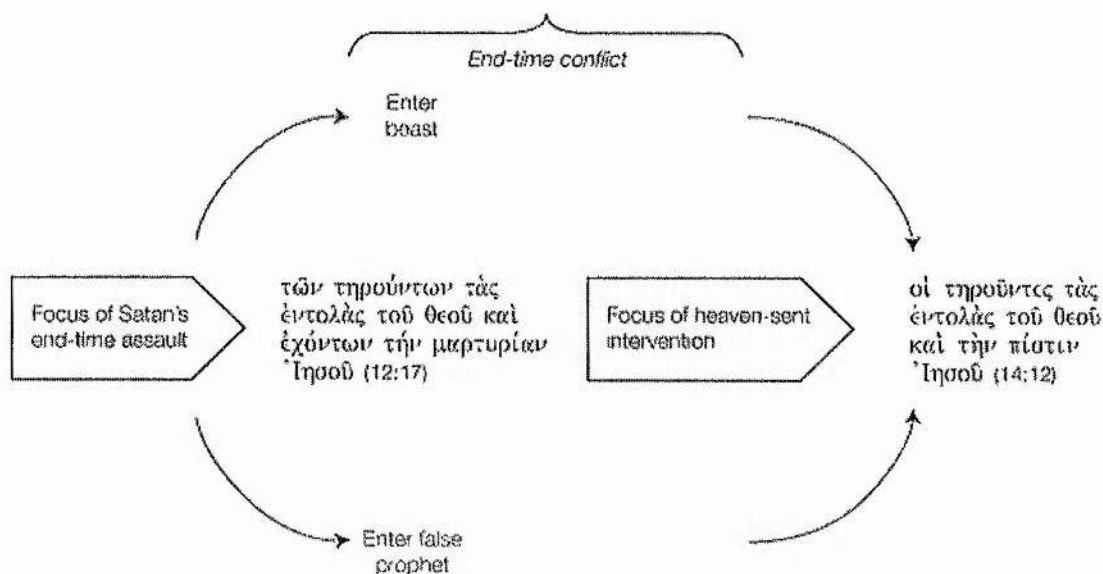 End-time conflict
Enter
beast
Focus of Satan's
end-time assault
τῶν τηρούντων τὰς
ἐντολὰς τοῦ θεοῦ καὶ
ἐχόντων τήν μαρτυρίαν
Ἰησοῦ (12:17)
Focus of heaven-sent
intervention
οἱ τηροῦντες τὰς
ἐντολὰς τοῦ θεοῦ
καὶ τὴν πίστιν
Ἰησοῦ (14:12)
Enter false
prophet